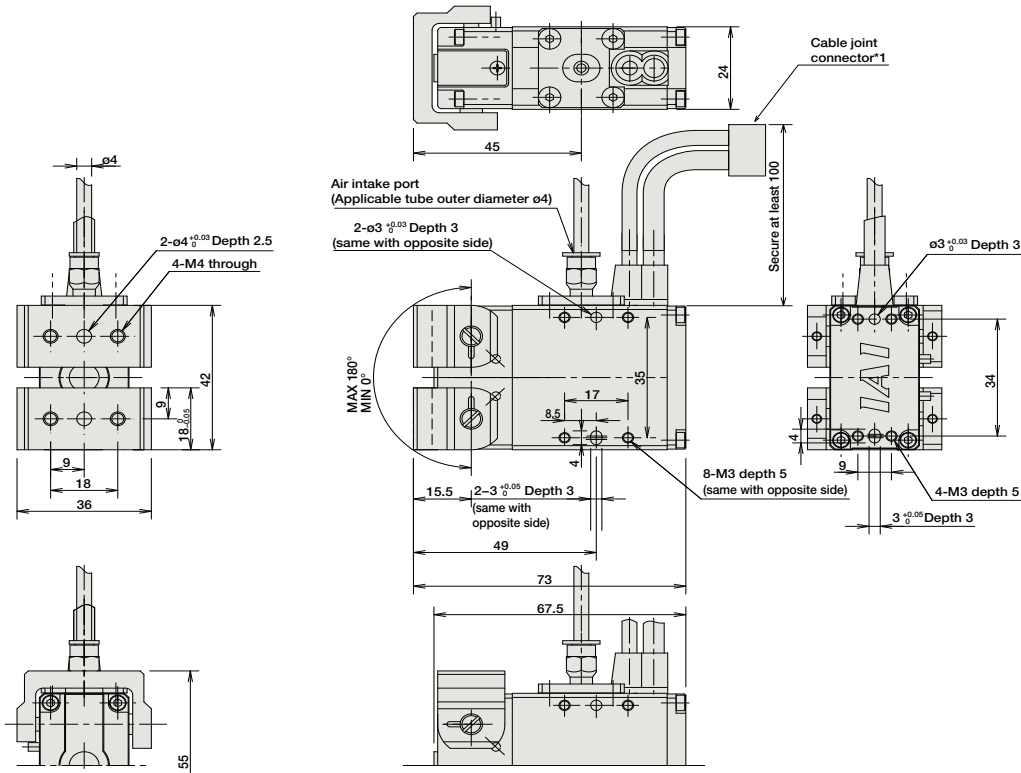 24
Cable joint
connector*1
45
ø4
Air intake port
(Applicable tube outer diameter ø4)
2-ø3 +0.03 0 Depth 3
(same with opposite side)
Secure at least 100
2-ø4 +0.03 0 Depth 2.5
4-M4 through
ø3 +0.03 0 Depth 3
MAX 180°
MIN 0°
42
9
18 0 -0.05
9
18
36
35
17
8.5
4
15.5
2–3 +0.05 0 Depth 3
(same with
opposite side)
8-M3 depth 5
(same with opposite side)
49
73
67.5
IAI
34
4
9
4-M3 depth 5
3 +0.05 0 Depth 3
55